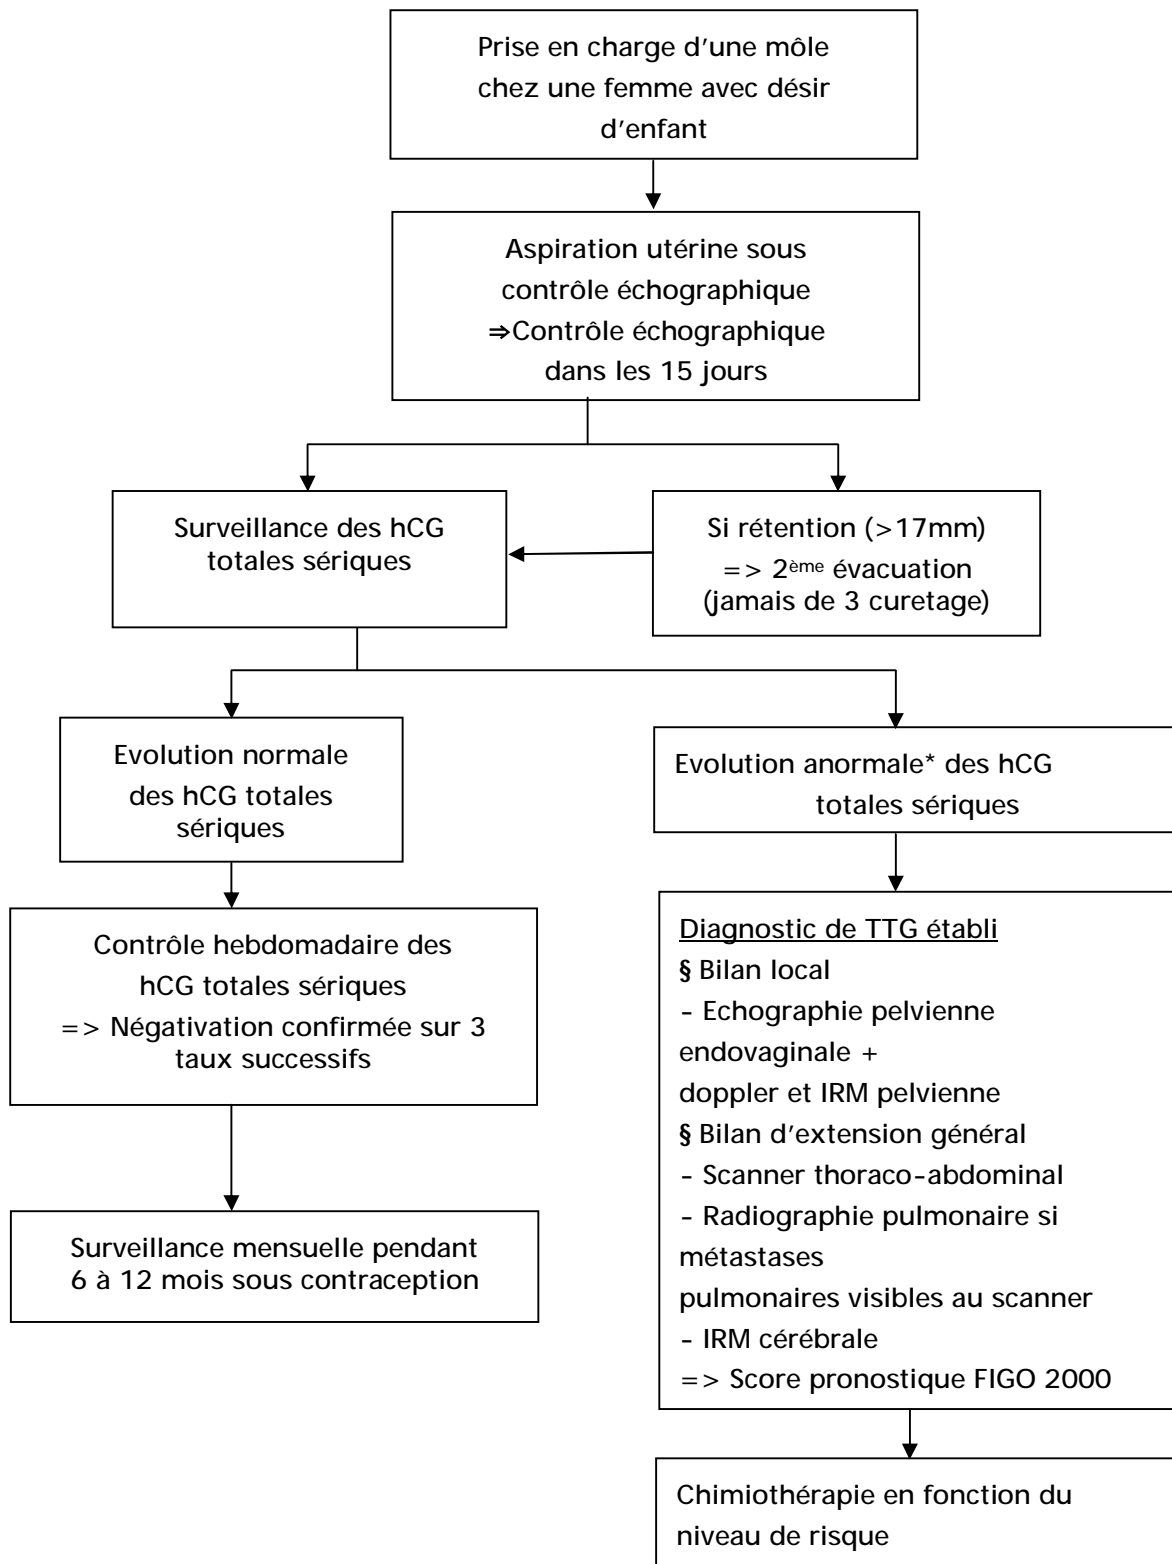 Prise en charge d’une môle
chez une femme avec désir
d'enfant
Aspiration utérine sous
contrôle échographique
⇒Contrôle échographique
dans les 15 jours
Surveillance des hCG
totales sériques
Si rétention (>17mm)
=> 2ème évacuation
(jamais de 3 curetage)
Evolution normale
des hCG totales
sériques
Evolution anormale* des hCG
totales sériques
Contrôle hebdomadaire des
hCG totales sériques
=> Négativation confirmée sur 3
taux successifs
Surveillance mensuelle pendant
6 à 12 mois sous contraception
Diagnostic de TTG établi
§ Bilan local
- Echographie pelvienne
endovaginale +
doppler et IRM pelvienne
§ Bilan d’extension général
- Scanner thoraco-abdominal
- Radiographie pulmonaire si
métastases
pulmonaires visibles au scanner
- IRM cérébrale
=> Score pronostique FIGO 2000
Chimiothérapie en fonction du
niveau de risque